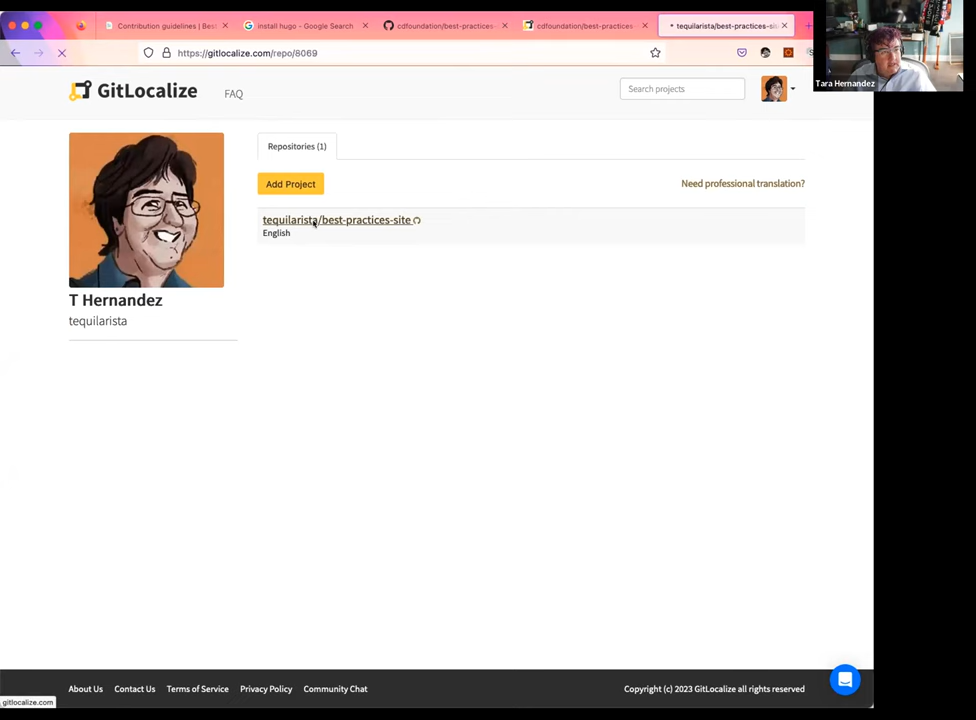 Contribution guidelines | Bes
install hugo - Google Search
cdfoundation/best-practices-
cdfoundation/best-practices-
tequilarista/best-practices-si
https://gitlocalize.com/repo/8069
Tara Hernandez
GitLocalize
FAQ
Search projects
Repositories (1)
Add Project
Need professional translation?
tequilarista/best-practices-site
English
T Hernandez
tequilarista
About Us
Contact Us
Terms of Service
Privacy Policy
Community Chat
Copyright (c) 2023 GitLocalize all rights reserved
gitlocalize.com